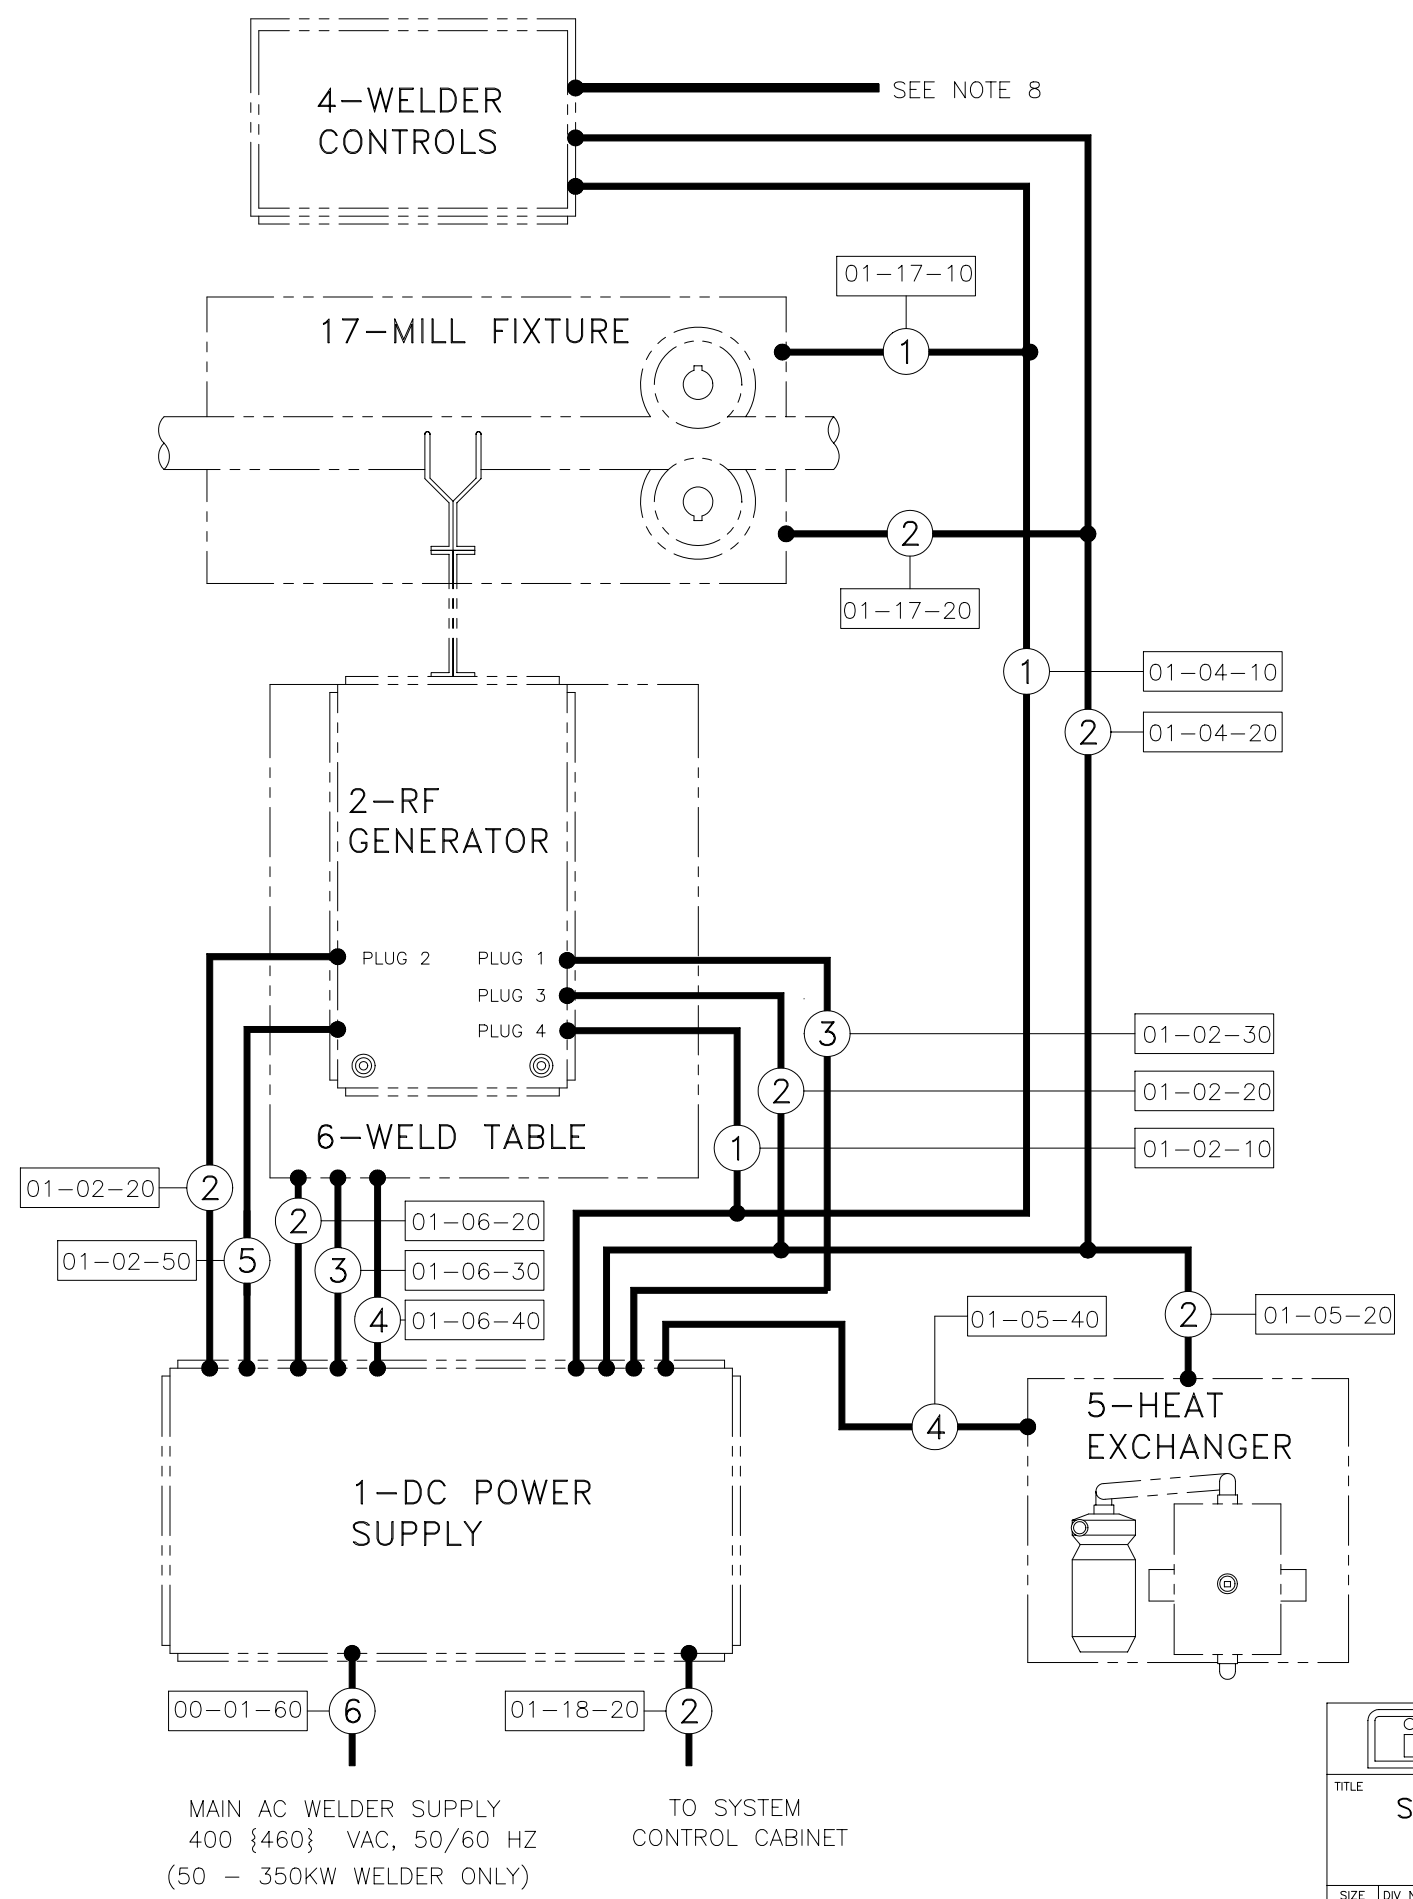 4-WELDER
CONTROLS
SEE NOTE 8
01-17-10
17-MILL FIXTURE
1
2
01-17-20
1
01-04-10
2
01-04-20
2-RF
GENERATOR
PLUG 2
PLUG 1
PLUG 3
PLUG 4
3
01-02-30
2
01-02-20
1
01-02-10
6-WELD TABLE
01-02-20
2
2
01-06-20
01-02-50
5
3
01-06-30
4
01-06-40
01-05-40
2
01-05-20
4
5-HEAT
EXCHANGER
1-DC POWER
SUPPLY
00-01-60
6
01-18-20
2
MAIN AC WELDER SUPPLY
400 {460} VAC, 50/60 HZ
(50 - 350KW WELDER ONLY)
TO SYSTEM
CONTROL CABINET
TITLE
S
SIZE
DIV